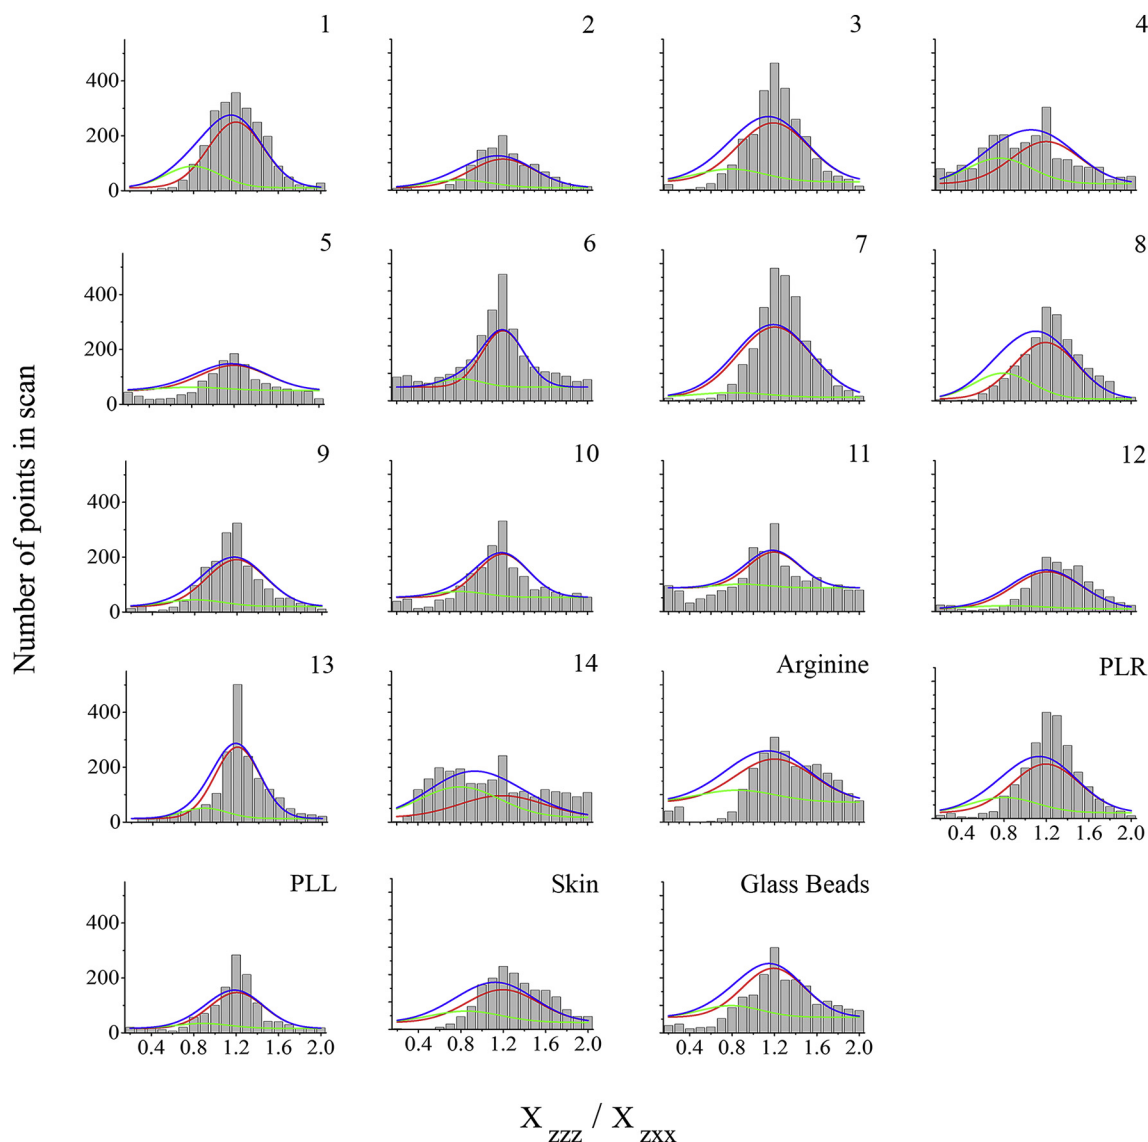 1 2 3 4
400
200
0
5 6 7 8
400
200
0
9 10 11 12
400
200
0
13 14 Arginine PLR
400
200
0
0.4 0.8 1.2 1.6 2.0
PLL Skin Glass Beads
400
200
0
0.4 0.8 1.2 1.6 2.0 0.4 0.8 1.2 1.6 2.0 0.4 0.8 1.2 1.6 2.0
Number of points in scan
X zzz / X zxx